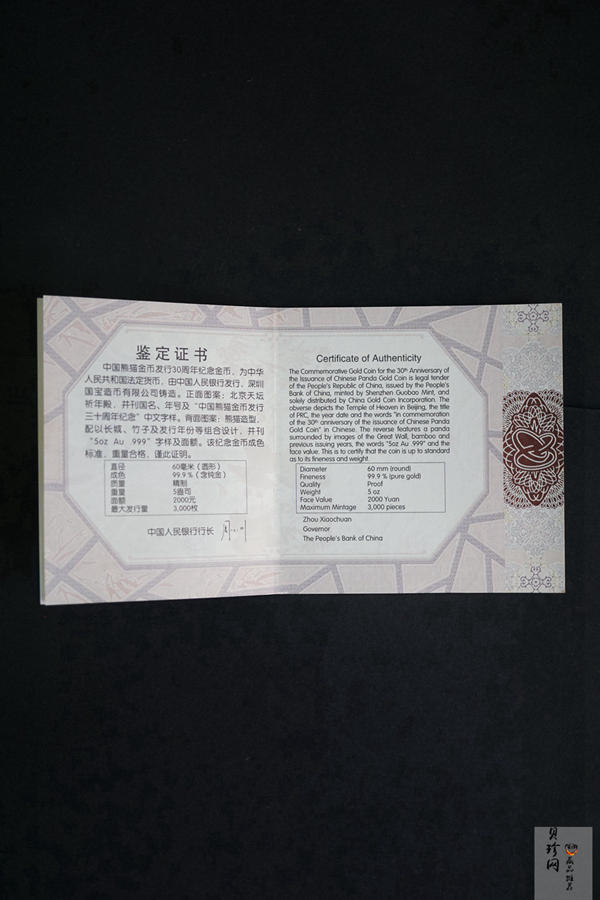 鉴定证书
中国熊猫金币发行30周年纪念金币，为中华
人民共和国法定货币，由中国人民银行发行，深圳
国宝造币有限公司铸造。正面图案：北京天坛
祈年殿，并刊国名、年号及“中国熊猫金币发行
三十周年纪念”中文字样。背面图案：熊猫造型，
配以长城、竹子及发行年份等组合设计，并刊
“5oz Au .999”字样及面额。该纪念金币成色
标准，重量合格，谨此证明。
直径 60毫米（圆形）
成色 99.9％（含纯金）
质量 精制
重量 5盎司
面额 2000元
最大发行量 3,000枚
中国人民银行行长
Certificate of Authenticity
The Commemorative Gold Coin for the 30th Anniversary of
the Issuance of Chinese Panda Gold Coin is legal tender
of the People's Republic of China, issued by the People's
Bank of China, minted by Shenzhen Guobao Mint, and
solely distributed by China Gold Coin Incorporation. The
obverse depicts the Temple of Heaven in Beijing, the title
of PRC, the year date and the words "in commemoration
of the 30th anniversary of the issuance of Chinese Panda
Gold Coin" in Chinese. The reverse features a panda
surrounded by images of the Great Wall, bamboo and
previous issuing years, the words "5oz Au .999" and the
face value. This is to certify that the coin is up to standard
as to its fineness and weight.
Diameter 60 mm (round)
Fineness 99.9 % (pure gold)
Quality Proof
Weight 5 oz
Face Value 2000 Yuan
Maximum Mintage 3,000 pieces
Zhou Xiaochuan
Governor
The People's Bank of China
贝珍网